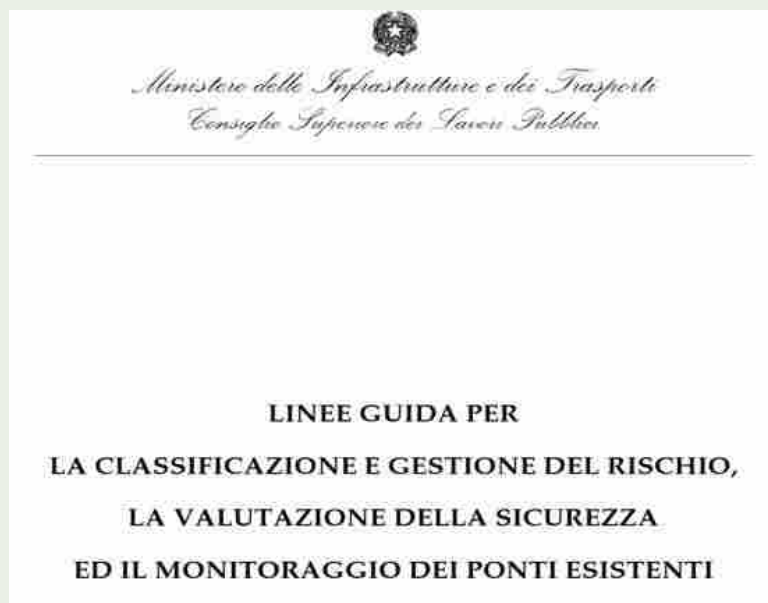 Ministero delle Infrastrutture e dei Trasporti
Consiglio Superiore dei Lavori Pubblici
LINEE GUIDA PER
LA CLASSIFICAZIONE E GESTIONE DEL RISCHIO,
LA VALUTAZIONE DELLA SICUREZZA
ED IL MONITORAGGIO DEI PONTI ESISTENTI